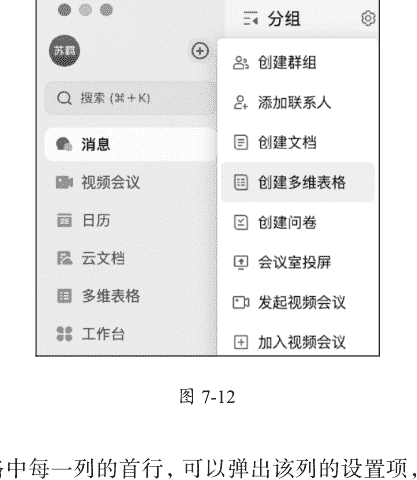 苏羁
搜索 (⌘+K)
消息
视频会议
日历
云文档
多维表格
工作台
分组
创建群组
添加联系人
创建文档
创建多维表格
创建问卷
会议室投屏
发起视频会议
加入视频会议
图 7-12
格中每一列的首行，可以弹出该列的设置项，